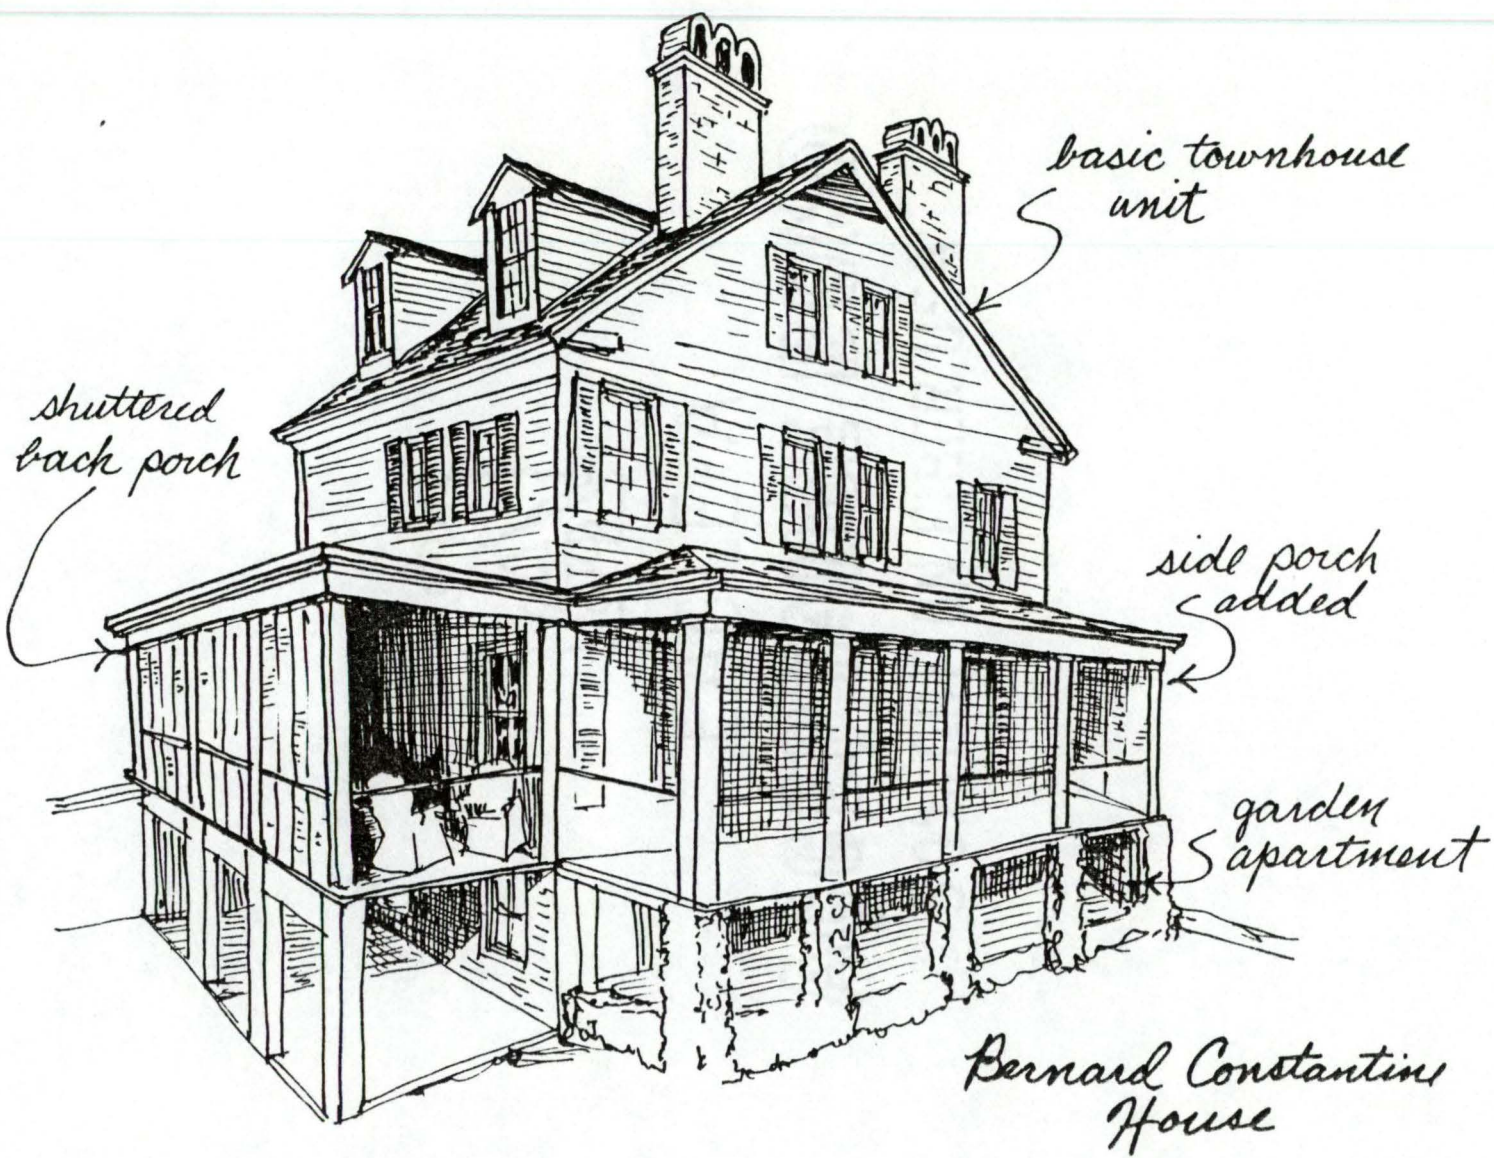 basic townhouse
unit
shuttered
back porch
side porch
added
garden
apartment
Bernard Constantine
House